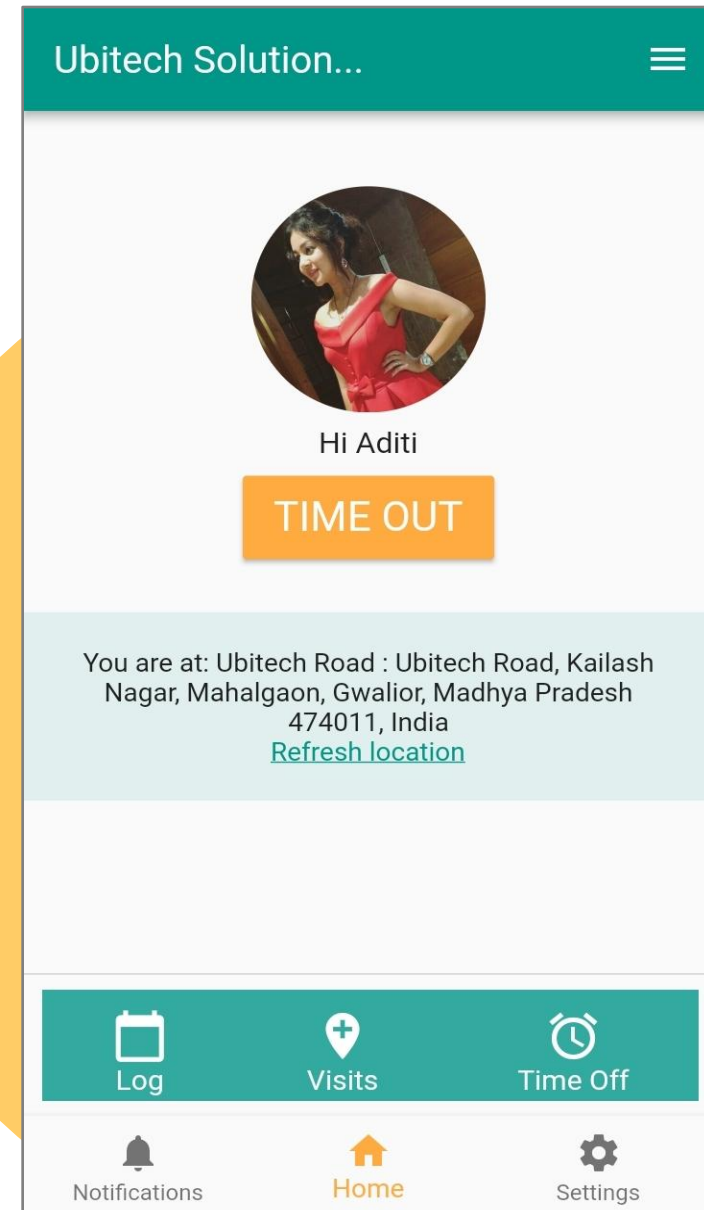 Ubitech Solution...
Hi Aditi
TIME OUT
You are at: Ubitech Road : Ubitech Road, Kailash
Nagar, Mahalgaon, Gwalior, Madhya Pradesh
474011, India
Refresh location
Log Visits Time Off
Notifications Home Settings